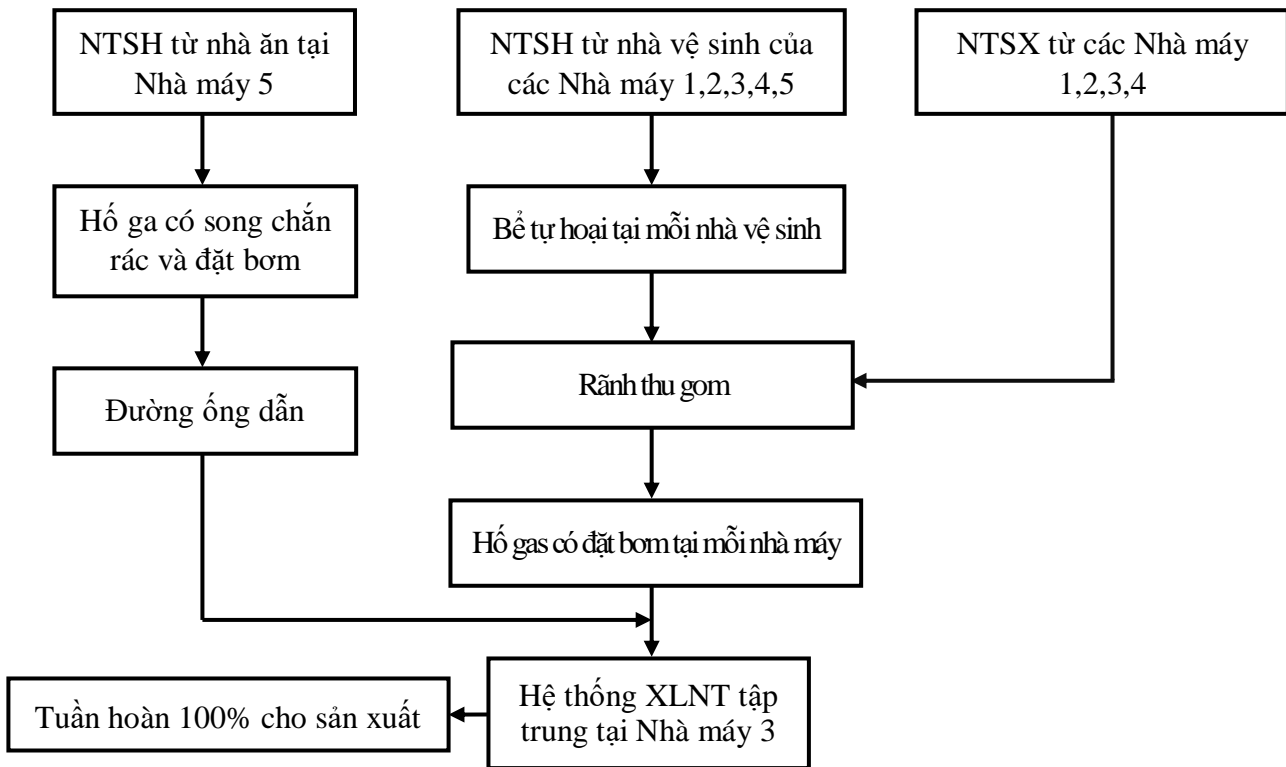 NTSH từ nhà ăn tại
Nhà máy 5
NTSH từ nhà vệ sinh của
các Nhà máy 1,2,3,4,5
NTSX từ các Nhà máy
1,2,3,4
Hố ga có song chắn
rác và đặt bơm
Bể tự hoại tại mỗi nhà vệ sinh
Đường ống dẫn
Rãnh thu gom
Hố gas có đặt bơm tại mỗi nhà máy
Tuần hoàn 100% cho sản xuất
Hệ thống XLNT tập
trung tại Nhà máy 3